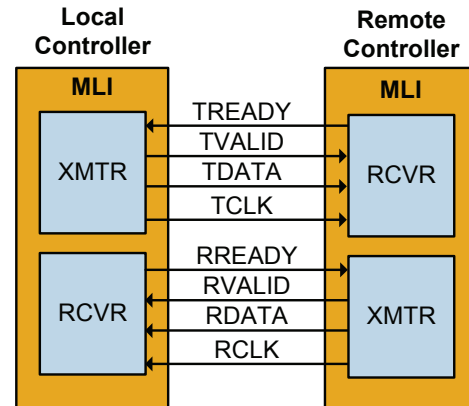 Local
Controller
Remote
Controller
MLI
MLI
TREADY
TVALID
TDATA
TCLK
XMTR
RCVR
RREADY
RVALID
RDATA
RCLK
RCVR
XMTR